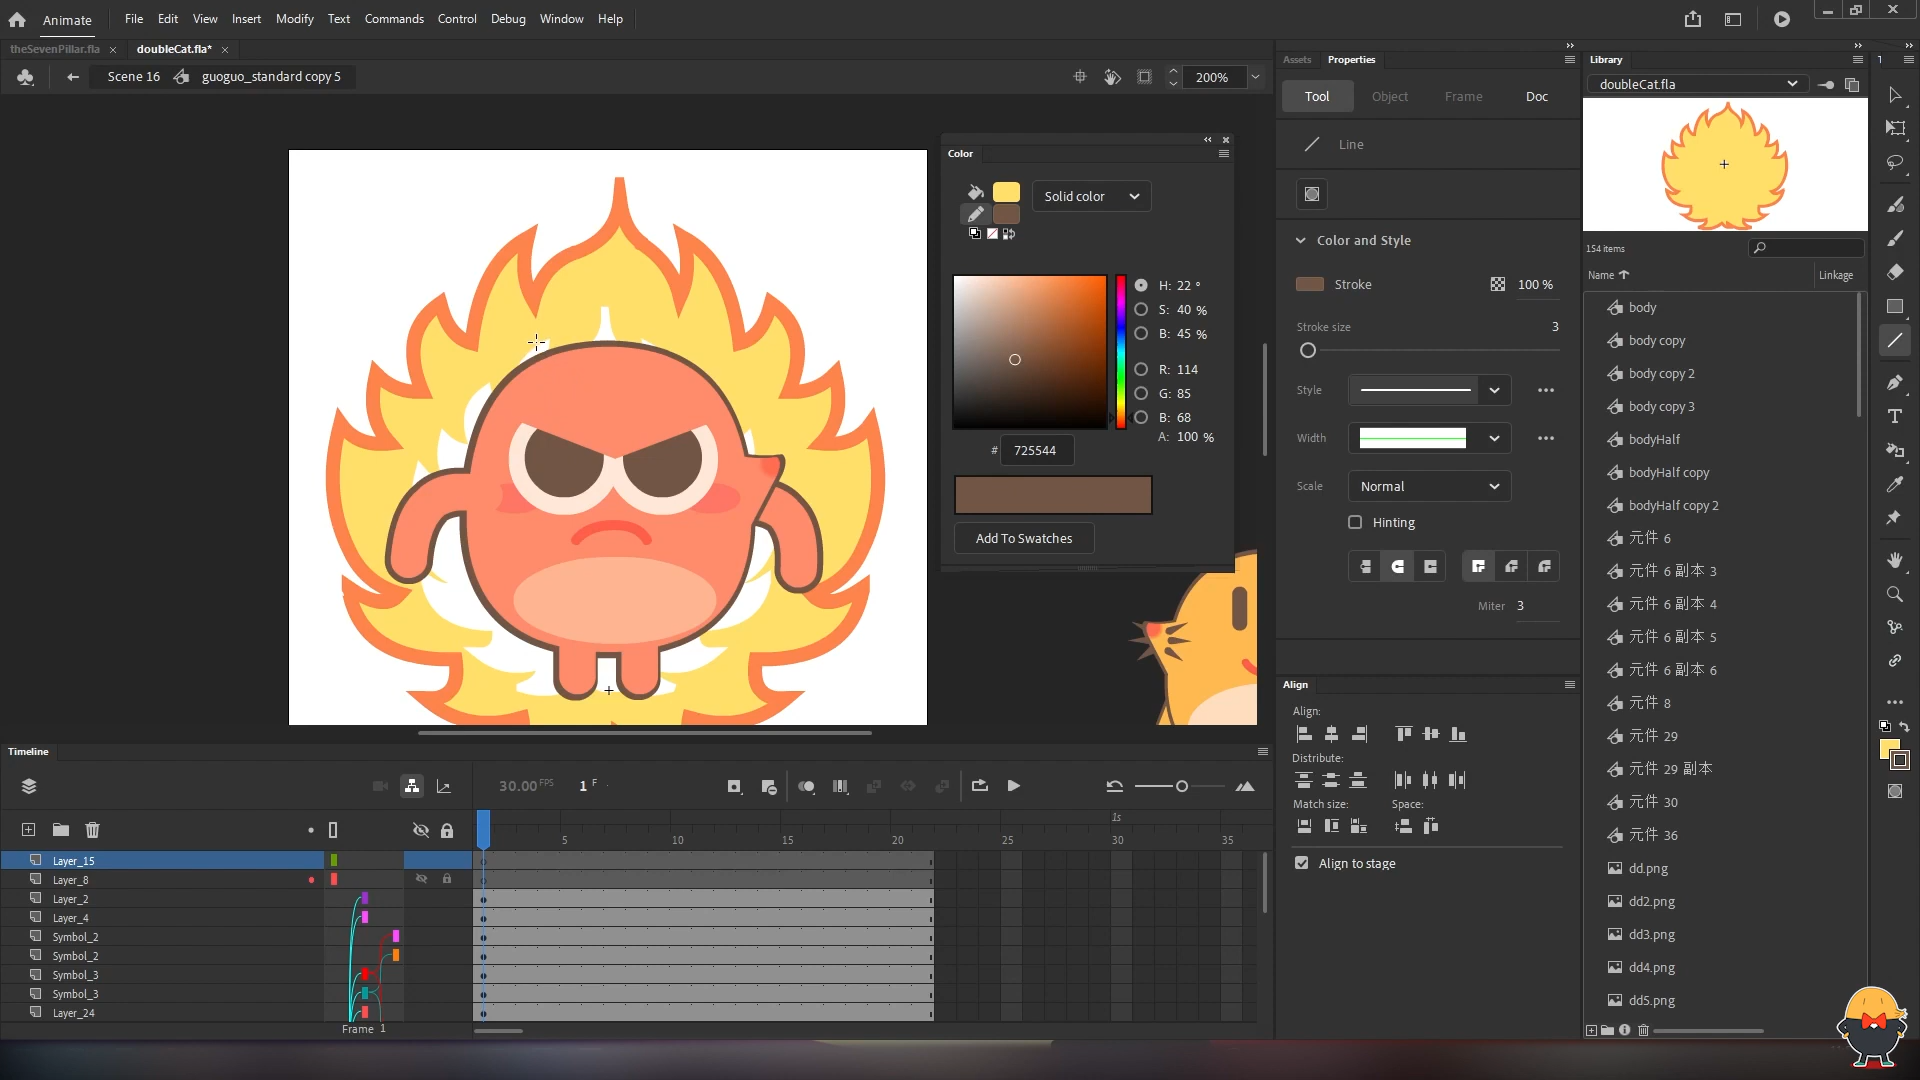 Animate File Edit View Insert Modify Text Commands Control Debug Window Help
theSevenPillar.fla doubleCat.fla*
Scene 16 guoguo_standard copy 5 200%
Color
Solid color
H: 22 °
S: 40 %
B: 45 %
R: 114
G: 85
B: 68
A: 100 %
# 725544
Add To Swatches
Assets Properties
Tool Object Frame Doc
Line
Color and Style
Stroke 100 %
Stroke size 3
Style
Width
Scale Normal
Hinting
Miter 3
Align
Align:
Distribute:
Match size: Space:
Align to stage
Library
doubleCat.fla
154 items
Name Linkage
body
body copy
body copy 2
body copy 3
bodyHalf
bodyHalf copy
bodyHalf copy 2
元件 6
元件 6 副本 3
元件 6 副本 4
元件 6 副本 5
元件 6 副本 6
元件 8
元件 29
元件 29 副本
元件 30
元件 36
dd.png
dd2.png
dd3.png
dd4.png
dd5.png
Timeline
30.00 FPS 1 F
1s
5 10 15 20 25 30 35
Layer_15
Layer_8
Layer_2
Layer_4
Symbol_2
Symbol_2
Symbol_3
Symbol_3
Layer_24
Frame 1